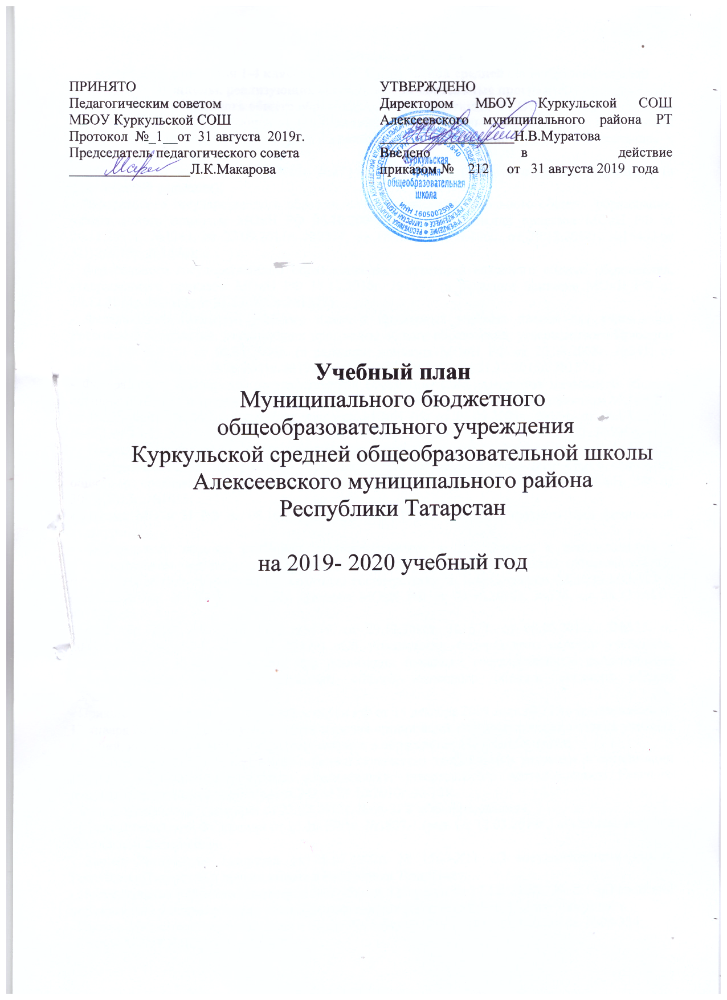 ПРИНЯТО
Педагогическим советом
МБОУ Куркульской СОШ
Протокол №_1__от 31 августа 2019г.
Председатель педагогического совета
_________________Л.К.Макарова
УТВЕРЖДЕНО
Директором МБОУ Куркульской СОШ
Алексеевского муниципального района РТ
___________________Н.В.Муратова
Введено в действие
приказом № 212 от 31 августа 2019 года
Куркульская
средняя
общеобразовательная
школа
ИНН 1605002598
Учебный план
Муниципального бюджетного
общеобразовательного учреждения
Куркульской средней общеобразовательной школы
Алексеевского муниципального района
Республики Татарстан
на 2019- 2020 учебный год